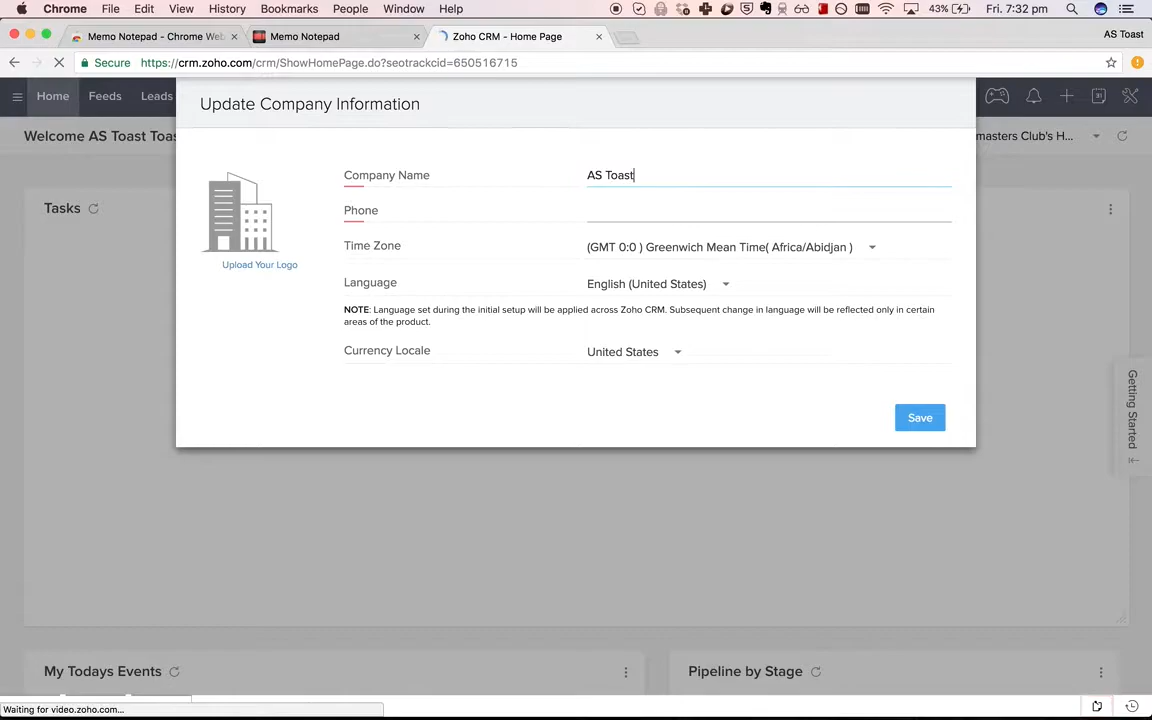 Chrome File Edit View History Bookmarks People Window Help 43% Fri. 7:32 pm
Memo Notepad - Chrome Web Memo Notepad Zoho CRM - Home Page AS Toast
Secure https://crm.zoho.com/crm/ShowHomePage.do?seotrackcid=650516715
Home Feeds Leads
Update Company Information
Welcome AS Toast Toas
masters Club's H...
Company Name AS Toast
Phone
Time Zone (GMT 0:0 ) Greenwich Mean Time( Africa/Abidjan )
Upload Your Logo
Language English (United States)
NOTE: Language set during the initial setup will be applied across Zoho CRM. Subsequent change in language will be reflected only in certain
areas of the product.
Currency Locale United States
Save
Tasks
Getting Started
My Todays Events Pipeline by Stage
Waiting for video.zoho.com...